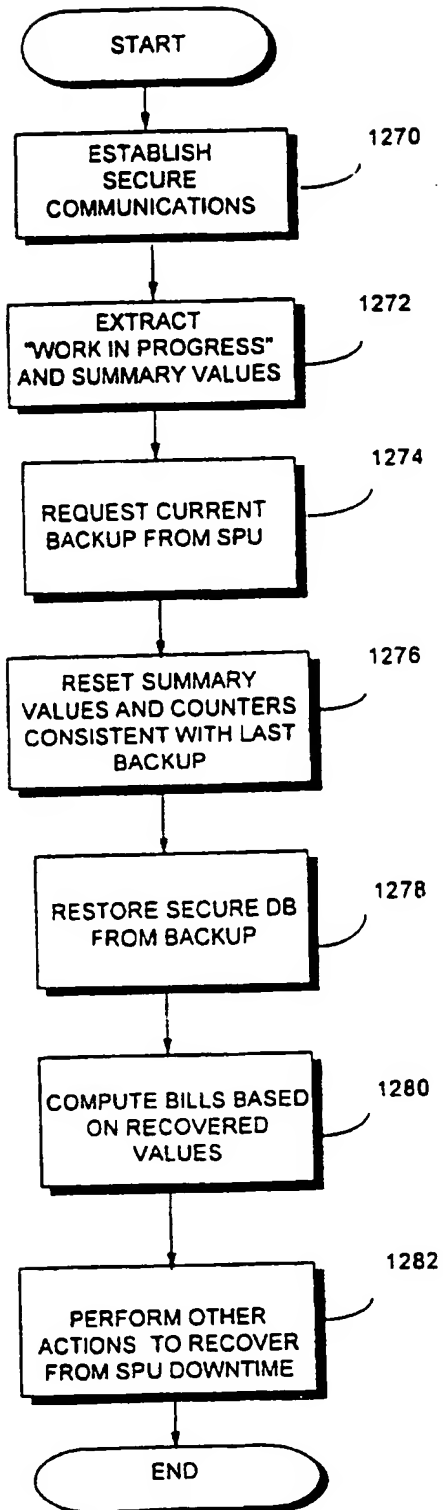 START
1270
ESTABLISH
SECURE
COMMUNICATIONS
1272
EXTRACT
"WORK IN PROGRESS"
AND SUMMARY VALUES
1274
REQUEST CURRENT
BACKUP FROM SPU
1276
RESET SUMMARY
VALUES AND COUNTERS
CONSISTENT WITH LAST
BACKUP
1278
RESTORE SECURE DB
FROM BACKUP
1280
COMPUTE BILLS BASED
ON RECOVERED
VALUES
1282
PERFORM OTHER
ACTIONS TO RECOVER
FROM SPU DOWNTIME
END